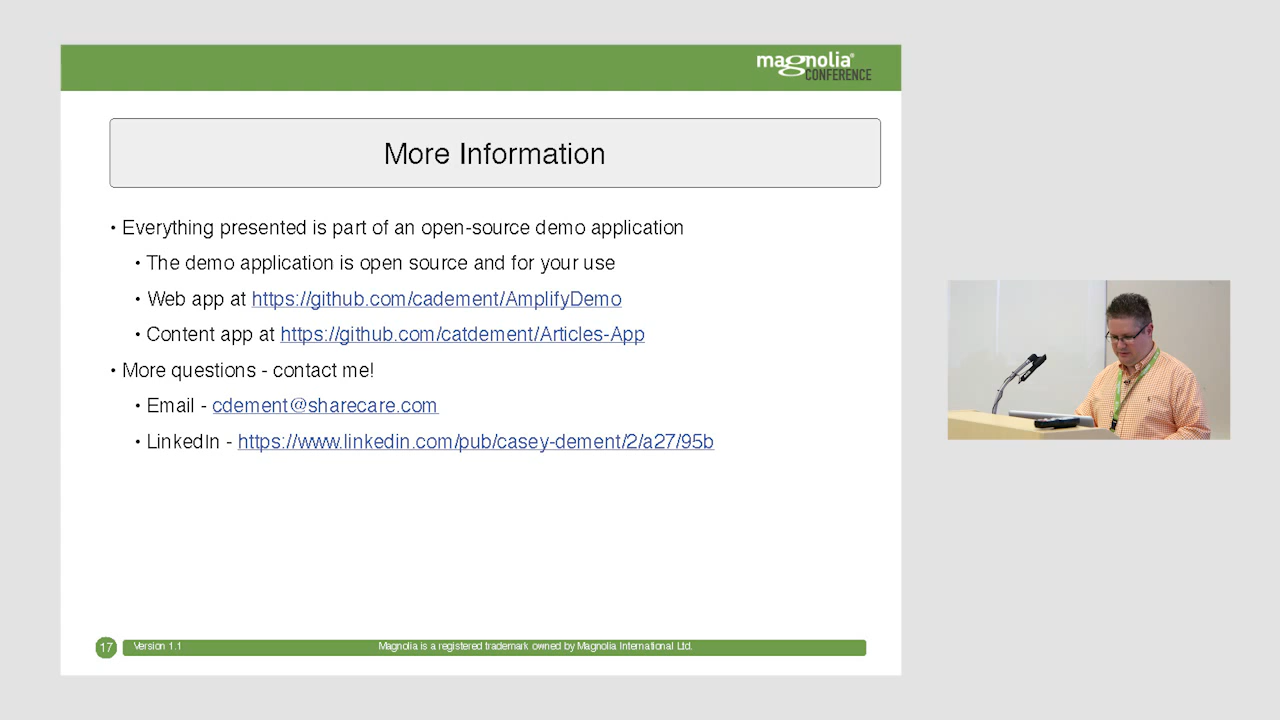 magnolia®
CONFERENCE
More Information
• Everything presented is part of an open-source demo application
• The demo application is open source and for your use
• Web app at https://github.com/cadement/AmplifyDemo
• Content app at https://github.com/catdement/Articles-App
• More questions - contact me!
• Email - cdement@sharecare.com
• LinkedIn - https://www.linkedin.com/pub/casey-dement/2/a27/95b
17 Version 1.1 Magnolia is a registered trademark owned by Magnolia International Ltd.